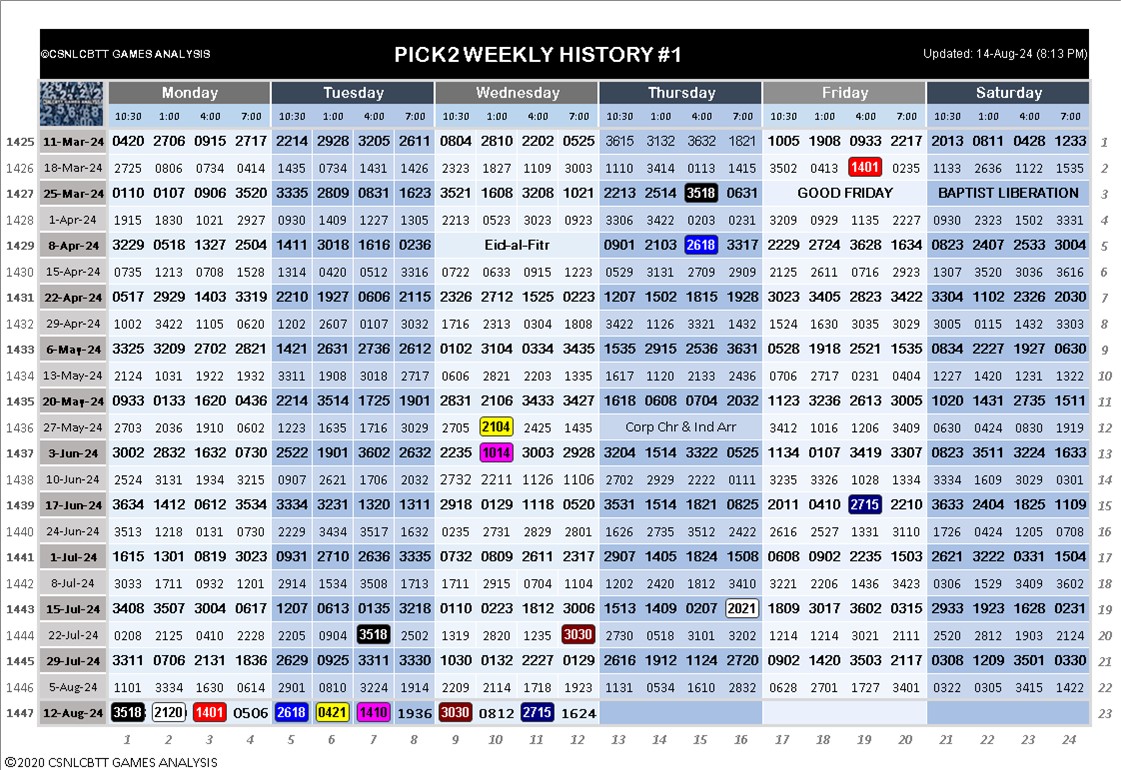 ©CSNLCBTT GAMES ANALYSIS PICK2 WEEKLY HISTORY #1 Updated: 14-Aug-24 (8:13 PM)
Monday Tuesday Wednesday Thursday Friday Saturday
10:30 1:00 4:00 7:00 10:30 1:00 4:00 7:00 10:30 1:00 4:00 7:00 10:30 1:00 4:00 7:00 10:30 1:00 4:00 7:00 10:30 1:00 4:00 7:00
1425 11-Mar-24 0420 2706 0915 2717 2214 2928 3205 2611 0804 2810 2202 0525 3615 3132 3632 1821 1005 1908 0933 2217 2013 0811 0428 1233 1
1426 18-Mar-24 2725 0806 0734 0414 1435 0734 1431 1426 2323 1827 1109 3003 1110 3414 0113 1415 3502 0413 1401 0235 1133 2636 1122 1535 2
1427 25-Mar-24 0110 0107 0906 3520 3335 2809 0831 1623 3521 1608 3208 1021 2213 2514 3518 0631 GOOD FRIDAY BAPTIST LIBERATION 3
1428 1-Apr-24 1915 1830 1021 2927 0930 1409 1227 1305 2213 0523 3023 0923 3306 3422 0203 0231 3209 0929 1135 2227 0930 2323 1502 3331 4
1429 8-Apr-24 3229 0518 1327 2504 1411 3018 1616 0236 Eid-al-Fitr 0901 2103 2618 3317 2229 2724 3628 1634 0823 2407 2533 3004 5
1430 15-Apr-24 0735 1213 0708 1528 1314 0420 0512 3316 0722 0633 0915 1223 0529 3131 2709 2909 2125 2611 0716 2923 1307 3520 3036 3616 6
1431 22-Apr-24 0517 2929 1403 3319 2210 1927 0606 2115 2326 2712 1525 0223 1207 1502 1815 1928 3023 3405 2823 3422 3304 1102 2326 2030 7
1432 29-Apr-24 1002 3422 1105 0620 1202 2607 0107 3032 1716 2313 0304 1808 3422 1126 3321 1432 1524 1630 3035 3029 3005 0115 1432 3303 8
1433 6-May-24 3325 3209 2702 2821 1421 2631 2736 2612 0102 3104 0334 3435 1535 2915 2536 3631 0528 1918 2521 1535 0834 2227 1927 0630 9
1434 13-May-24 2124 1031 1922 1932 3311 1908 3018 2717 0606 2821 2203 1335 1617 1120 2133 2436 0706 2717 0231 0404 1227 1420 1231 1322 10
1435 20-May-24 0933 0133 1620 0436 2214 3514 1725 1901 2831 2106 3433 3427 1618 0608 0704 2032 1123 3236 2613 3005 1020 1431 2735 1511 11
1436 27-May-24 2703 2036 1910 0602 1223 1635 1716 3029 2705 2104 2425 1435 Corp Chr & Ind Arr 3412 1016 1206 3409 0630 0424 0830 1919 12
1437 3-Jun-24 3002 2832 1632 0730 2522 1901 3602 2632 2235 1014 3003 2928 3204 1514 3322 0525 1134 0107 3419 3307 0823 3511 3224 1633 13
1438 10-Jun-24 2524 3131 1934 3215 0907 2621 1706 2032 2732 2211 1126 1106 2702 2929 2222 0111 3235 3326 1028 1334 3334 1609 3029 0301 14
1439 17-Jun-24 3634 1412 0612 3534 3334 3231 1320 1311 2918 0129 1118 0520 3531 1514 1821 0825 2011 0410 2715 2210 3633 2404 1825 1109 15
1440 24-Jun-24 3513 1218 0131 0730 2229 3434 3517 1632 0235 2731 2829 2801 1626 2735 3512 2422 2616 2527 1331 3110 1726 0424 1205 0708 16
1441 1-Jul-24 1615 1301 0819 3023 0931 2710 2636 3335 0732 0809 2611 2317 2907 1405 1824 1508 0608 0902 2235 1503 2621 3222 0331 1504 17
1442 8-Jul-24 3033 1711 0932 1201 2914 1534 3508 1713 1711 2915 0704 1104 1202 2420 1812 3410 3221 2206 1436 3423 0306 1529 3409 3602 18
1443 15-Jul-24 3408 3507 3004 0617 1207 0613 0135 3218 0110 0223 1812 3006 1513 1409 0207 2021 1809 3017 3602 0315 2933 1923 1628 0231 19
1444 22-Jul-24 0208 2125 0410 2228 2205 0904 3518 2502 1319 2820 1235 3030 2730 0518 3101 3202 1214 1214 3021 2111 2520 2812 1903 2124 20
1445 29-Jul-24 3311 0706 2131 1836 2629 0925 3311 3330 1030 0132 2227 0129 2616 1912 1124 2720 0902 1420 3503 2117 0308 1209 3501 0330 21
1446 5-Aug-24 1101 3334 1630 0614 2901 0810 3224 1914 2209 2114 1718 1923 1131 0534 1610 2832 0628 2701 1727 3401 0322 0305 3415 1422 22
1447 12-Aug-24 3518 2120 1401 0506 2618 0421 1410 1936 3030 0812 2715 1624 23
1 2 3 4 5 6 7 8 9 10 11 12 13 14 15 16 17 18 19 20 21 22 23 24
©2020 CSNLCBTT GAMES ANALYSIS